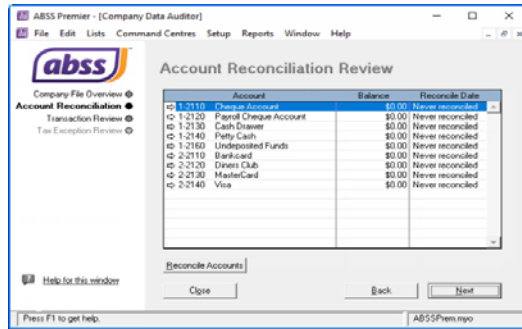 ABSS Premier - [Company Data Auditor]
File Edit Lists Command Centres Setup Reports Window Help
abss
Account Reconciliation Review
Company File Overview
Account Reconciliation
Transaction Review
Tax Exception Review
Account Balance Reconcile Date
1-2110 Cheque Account $0.00 Never reconciled
1-2120 Payroll Cheque Account $0.00 Never reconciled
1-2130 Cash Drawer $0.00 Never reconciled
1-2140 Petty Cash $0.00 Never reconciled
1-2160 Undeposited Funds $0.00 Never reconciled
2-2110 Bankcard $0.00 Never reconciled
2-2120 Diners Club $0.00 Never reconciled
2-2130 MasterCard $0.00 Never reconciled
2-2140 Visa $0.00 Never reconciled
Reconcile Accounts
Help for this window
Close Back Next
Press F1 to get help. ABSSPrem.myo